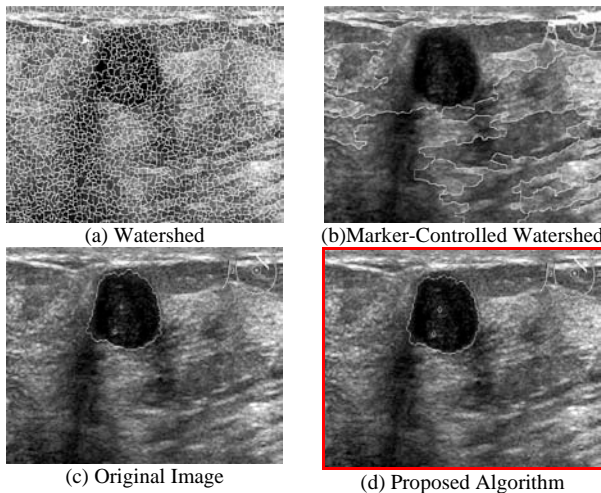 (a) Watershed
(b)Marker-Controlled Watershed
(c) Original Image
(d) Proposed Algorithm